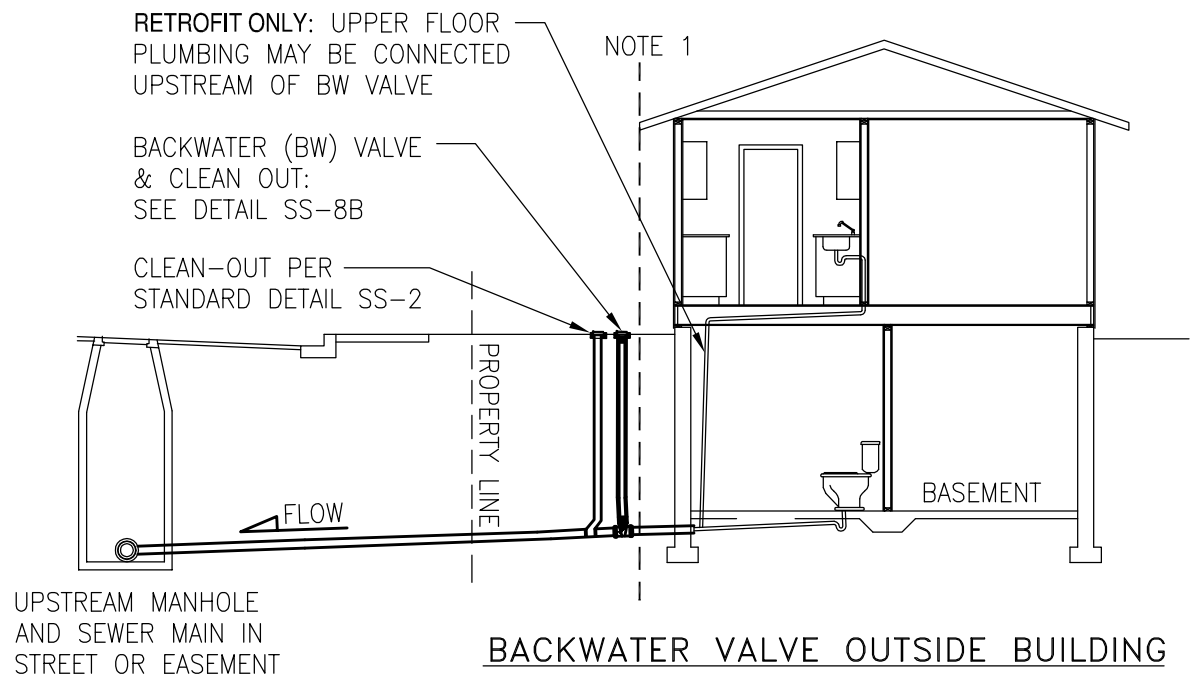 RETROFIT ONLY: UPPER FLOOR
PLUMBING MAY BE CONNECTED
UPSTREAM OF BW VALVE
NOTE 1
BACKWATER (BW) VALVE
& CLEAN OUT:
SEE DETAIL SS-8B
CLEAN-OUT PER
STANDARD DETAIL SS-2
PROPERTY LINE
FLOW
BASEMENT
UPSTREAM MANHOLE
AND SEWER MAIN IN
STREET OR EASEMENT
BACKWATER VALVE OUTSIDE BUILDING